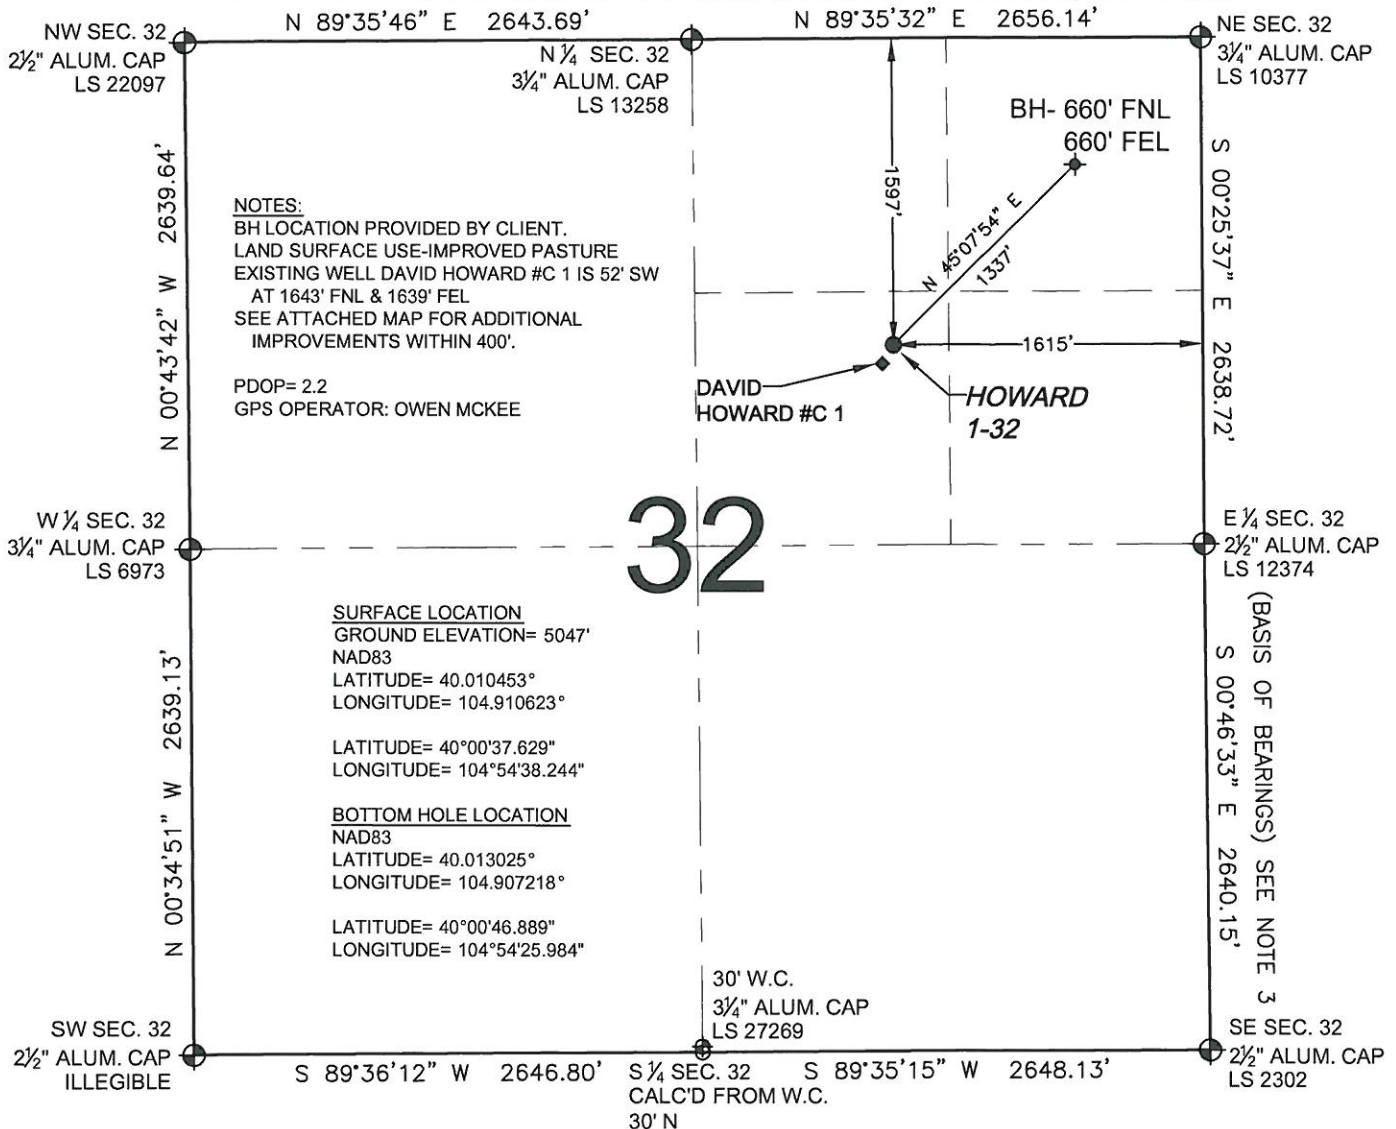 N 89°35'46" E 2643.69'
N 89°35'32" E 2656.14'
NW SEC. 32
2½" ALUM. CAP
LS 22097
N ¼ SEC. 32
3¼" ALUM. CAP
LS 13258
NE SEC. 32
3¼" ALUM. CAP
LS 10377
BH- 660' FNL
660' FEL
N 00°43'42" W 2639.64'
NOTES:
BH LOCATION PROVIDED BY CLIENT.
LAND SURFACE USE-IMPROVED PASTURE
EXISTING WELL DAVID HOWARD #C 1 IS 52' SW
AT 1643' FNL & 1639' FEL
SEE ATTACHED MAP FOR ADDITIONAL
IMPROVEMENTS WITHIN 400'.
PDOP= 2.2
GPS OPERATOR: OWEN MCKEE
1597'
N 45°07'54" E
1337'
1615'
S 00°25'37" E 2638.72'
DAVID
HOWARD #C 1
HOWARD
1-32
32
W ¼ SEC. 32
3¼" ALUM. CAP
LS 6973
E ¼ SEC. 32
2½" ALUM. CAP
LS 12374
SURFACE LOCATION
GROUND ELEVATION= 5047'
NAD83
LATITUDE= 40.010453°
LONGITUDE= 104.910623°
LATITUDE= 40°00'37.629"
LONGITUDE= 104°54'38.244"
BOTTOM HOLE LOCATION
NAD83
LATITUDE= 40.013025°
LONGITUDE= 104.907218°
LATITUDE= 40°00'46.889"
LONGITUDE= 104°54'25.984"
N 00°34'51" W 2639.13'
S 00°46'33" E 2640.15'
(BASIS OF BEARINGS) SEE NOTE 3
30' W.C.
3¼" ALUM. CAP
LS 27269
SW SEC. 32
2½" ALUM. CAP
ILLEGIBLE
SE SEC. 32
2½" ALUM. CAP
LS 2302
S 89°36'12" W 2646.80'
S ¼ SEC. 32
CALC'D FROM W.C.
30' N
S 89°35'15" W 2648.13'